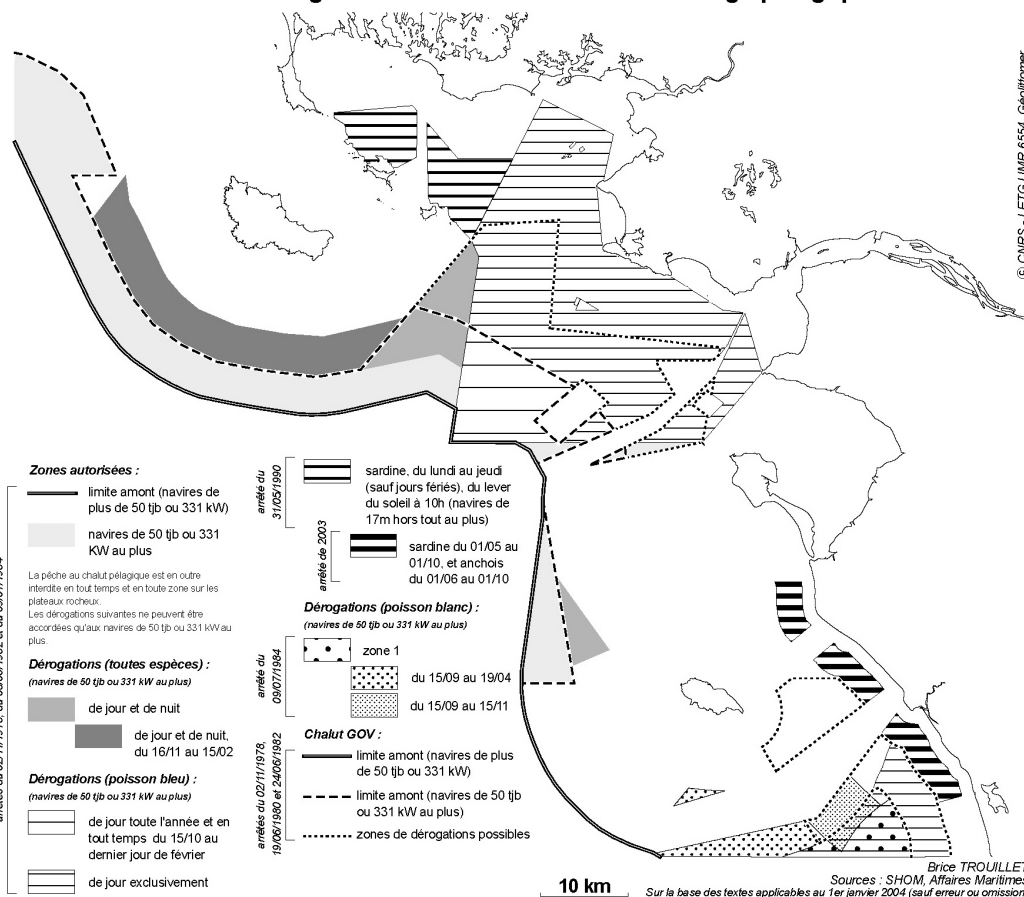 Zones autorisées :
limite amont (navires de
plus de 50 tjb ou 331 kW)
navires de 50 tjb ou 331
KW au plus
La pêche au chalut pélagique est en outre
interdite en tout temps et en toute zone sur les
plateaux rocheux.
Les dérogations suivantes ne peuvent être
accordées qu'aux navires de 50 tjb ou 331 kW au
plus.
Dérogations (toutes espèces) :
(navires de 50 tjb ou 331 kW au plus)
de jour et de nuit
de jour et de nuit,
du 16/11 au 15/02
Dérogations (poisson bleu) :
(navires de 50 tjb ou 331 kW au plus)
de jour toute l'année et en
tout temps du 15/10 au
dernier jour de février
de jour exclusivement
arrêté du
31/05/1990
sardine, du lundi au jeudi
(sauf jours fériés), du lever
du soleil à 10h (navires de
17m hors tout au plus)
arrêté de 2003
sardine du 01/05 au
01/10, et anchois
du 01/06 au 01/10
Dérogations (poisson blanc) :
(navires de 50 tjb ou 331 kW au plus)
arrêté du
09/07/1984
zone 1
du 15/09 au 19/04
du 15/09 au 15/11
Chalut GOV :
arrêtés du 02/11/1978,
19/06/1980 et 24/06/1982
limite amont (navires de plus
de 50 tjb ou 331 kW)
limite amont (navires de 50 tjb
ou 331 kW au plus)
zones de dérogations possibles
10 km
© CNRS - LETG UMR 6554, Géolittomer
Brice TROUILLET
Sources : SHOM, Affaires Maritimes
Sur la base des textes applicables au 1er janvier 2004 (sauf erreur ou omission